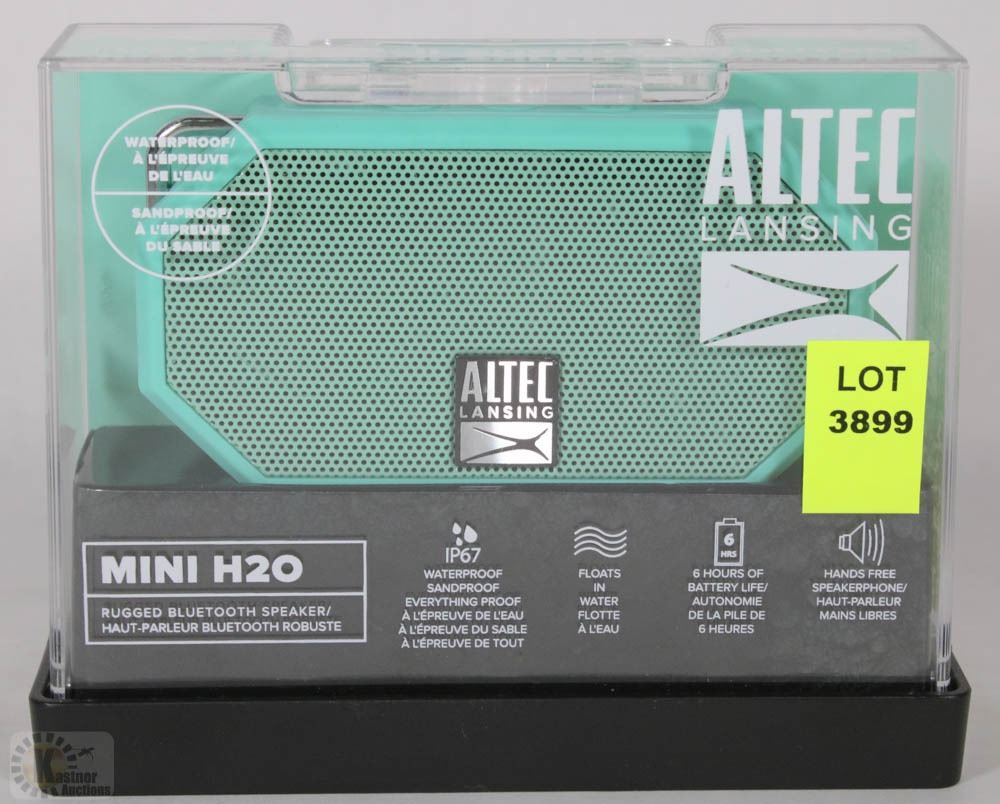 WATERPROOF/
À L'ÉPREUVE
DE L'EAU
SANDPROOF/
À L'ÉPREUVE
DU SABLE
ALTEC
LANSING
LOT
3899
ALTEC
LANSING
MINI H2O
RUGGED BLUETOOTH SPEAKER/
HAUT-PARLEUR BLUETOOTH ROBUSTE
IP67
WATERPROOF
SANDPROOF
EVERYTHING PROOF
À L'ÉPREUVE DE L'EAU
À L'ÉPREUVE DU SABLE
À L'ÉPREUVE DE TOUT
FLOATS
IN
WATER
FLOTTE
À L'EAU
6
HRS
6 HOURS OF
BATTERY LIFE/
AUTONOMIE
DE LA PILE DE
6 HEURES
HANDS FREE
SPEAKERPHONE/
HAUT-PARLEUR
MAINS LIBRES
Kastner
Auctions